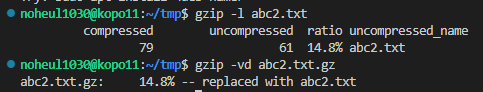 noheul1030@kopo11:~/tmp$ gzip -l abc2.txt
compressed uncompressed ratio uncompressed_name
79 61 14.8% abc2.txt
noheul1030@kopo11:~/tmp$ gzip -vd abc2.txt.gz
abc2.txt.gz: 14.8% -- replaced with abc2.txt